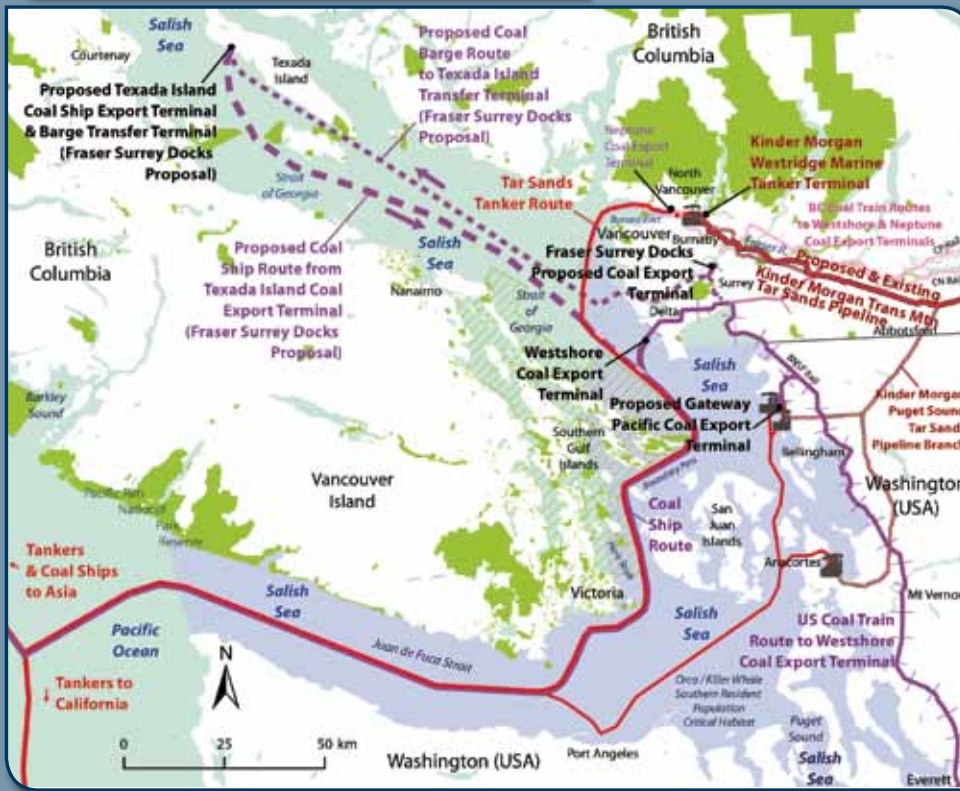 Salish
Sea
Courtenay
Texada
Island
Proposed Coal
Barge Route
to Texada Island
Transfer Terminal
(Fraser Surrey Docks
Proposal)
British
Columbia
Proposed Texada Island
Coal Ship Export Terminal
& Barge Transfer Terminal
(Fraser Surrey Docks
Proposal)
Neptune
Coal Export
Terminal
Kinder Morgan
Westridge Marine
Tanker Terminal
North
Vancouver
Strait
of Georgia
Tar Sands
Tanker Route
BC Coal Train Routes
to Westshore & Neptune
Coal Export Terminals
Burrard Inlet
Vancouver
Burnaby
British
Columbia
Proposed Coal
Ship Route from
Texada Island Coal
Export Terminal
(Fraser Surrey Docks
Proposal)
Salish
Sea
Nanaimo
Fraser Surrey Docks
Proposed Coal Export
Terminal
Surrey
Delta
Proposed & Existing
Kinder Morgan Trans Mtn
Tar Sands Pipeline
Abbotsford
Strait
of
Georgia
Westshore
Coal Export
Terminal
Salish
Sea
BNSF Rail
Barkley
Sound
Proposed Gateway
Pacific Coal Export
Terminal
Kinder Morgan
Puget Sound
Tar Sands
Pipeline Branch
Southern
Gulf
Islands
Bellingham
Boundary Pass
Vancouver
Island
Washington
(USA)
Pacific Rim
National
Park
Reserve
Coal
Ship
Route
San
Juan
Islands
Haro Strait
Tankers
& Coal Ships
to Asia
Anacortes
Victoria
Salish
Sea
Mt Vernon
Salish
Sea
US Coal Train
Route to Westshore
Coal Export Terminal
Pacific
Ocean
N
Juan de Fuca Strait
Tankers to
California
Orca / Killer Whale
Southern Resident
Population
Critical Habitat
0 25 50 km
Puget
Sound
Port Angeles
Washington (USA)
Salish
Sea
Everett